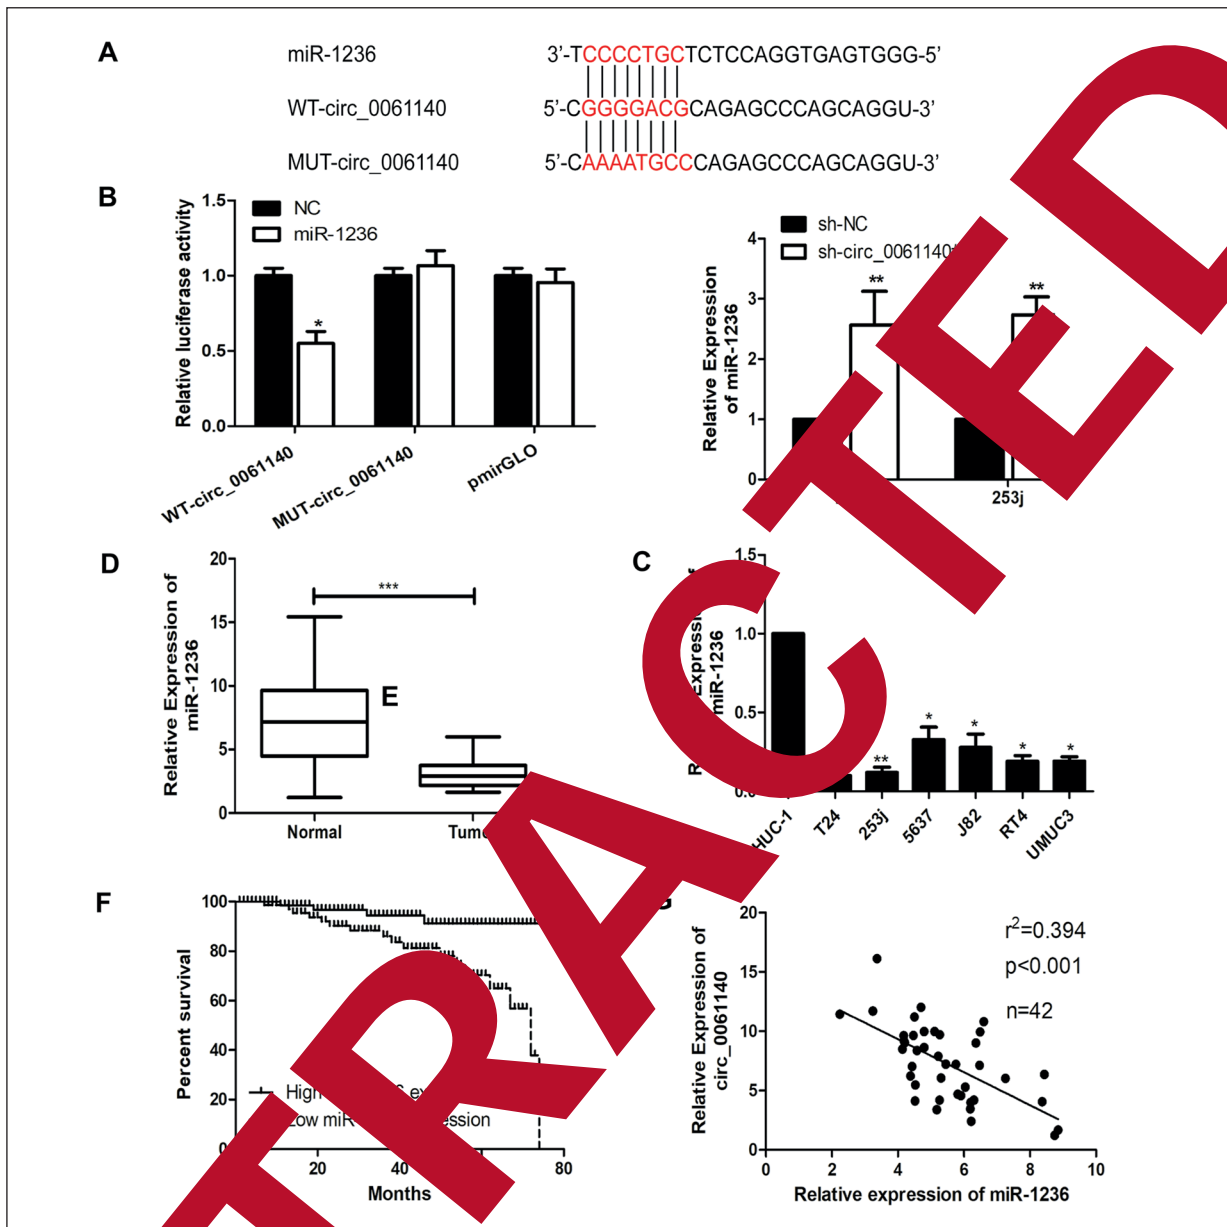 A
miR-1236
3’-TCCCCTGCTCTCCAGGTGAGTGGG-5’
WT-circ_0061140
5’-CGGGGACGCAGAGCCCAGCAGGU-3’
MUT-circ_0061140
5’-CAAAATGCCCAGAGCCCAGCAGGU-3’
B
Relative luciferase activity
1.5
1.0
0.5
0.0
NC
miR-1236
*
WT-circ_0061140
MUT-circ_0061140
pmirGLO
Relative Expression
of miR-1236
4
3
2
1
0
sh-NC
sh-circ_0061140
**
**
253j
D
Relative Expression of
miR-1236
20
15
10
5
0
***
Normal
E
C
Expression
miR-1236
1.5
1.0
0.5
**
*
*
*
*
HUC-1
T24
253j
5637
J82
RT4
UMUC3
F
Percent survival
100
80
60
40
20
0
High
Low miR
20
40
80
Months
Relative Expression of
circ_0061140
20
15
10
5
0
r²=0.394
p<0.001
n=42
0
2
4
6
8
10
Relative expression of miR-1236
TRACTED